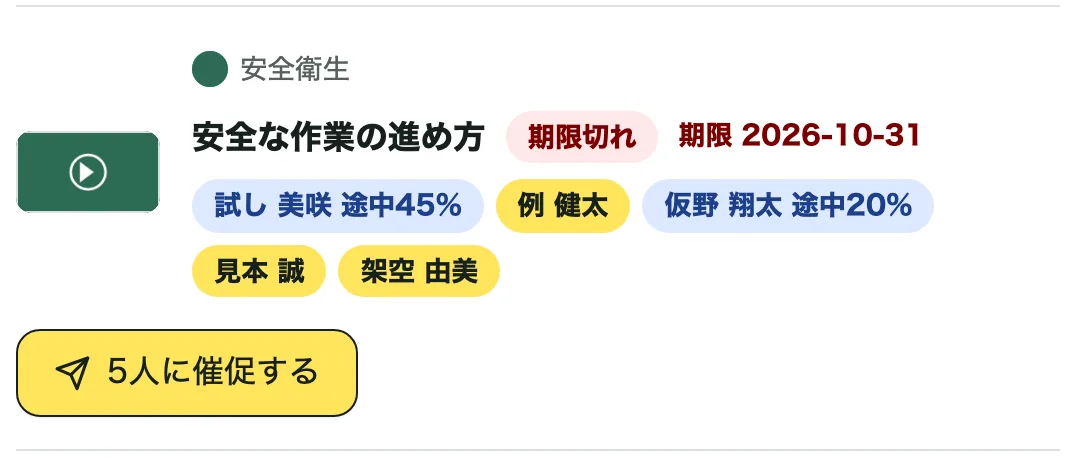 安全衛生
安全な作業の進め方 期限切れ 期限 2026-10-31
試し 美咲 途中45% 例 健太 仮野 翔太 途中20%
見本 誠 架空 由美
5人に催促する